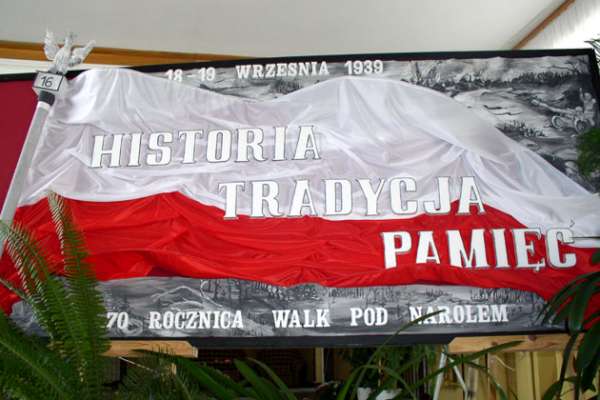 16
18-19 WRZEŚNIA 1939
HISTORIA
TRADYCJA
PAMIĘĆ
70 ROCZNICA WALK POD NAROLEM